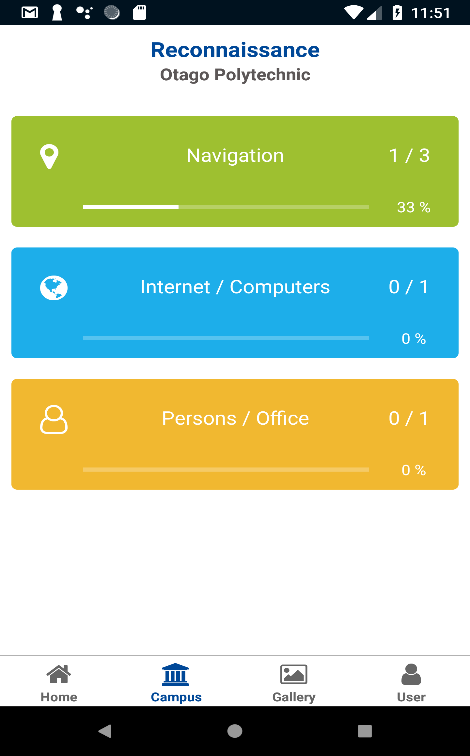 11:51
Reconnaissance
Otago Polytechnic
Navigation 1 / 3
33 %
Internet / Computers 0 / 1
0 %
Persons / Office 0 / 1
0 %
Home Campus Gallery User